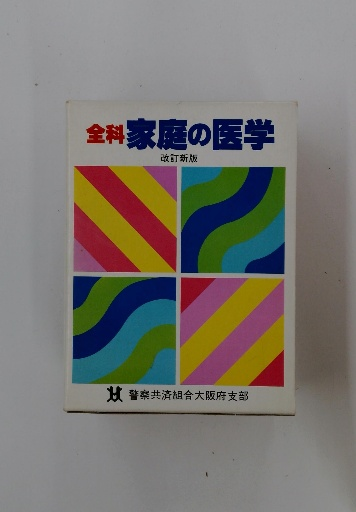 全科家庭の医学
改訂新版
警察共済組合大阪府支部